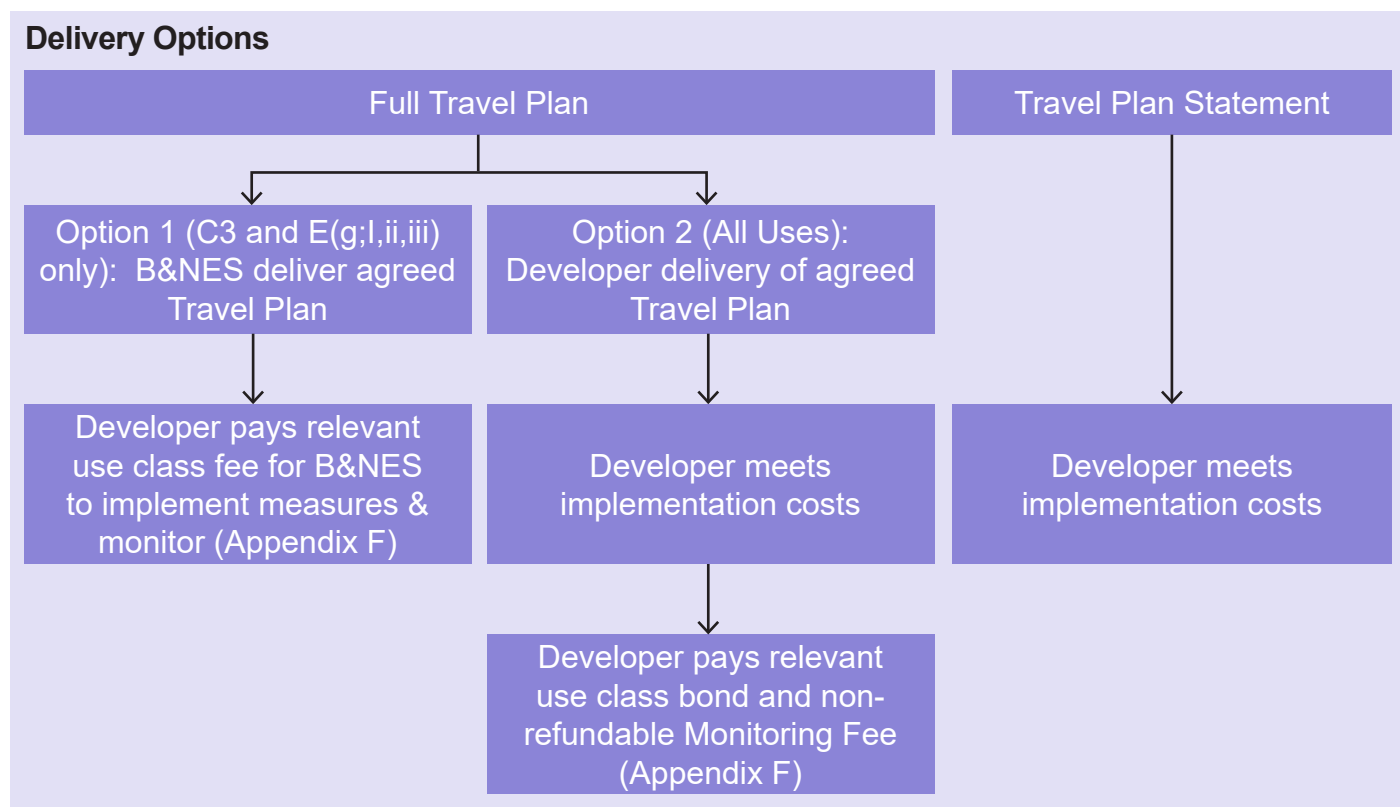 Delivery Options
Full Travel Plan
Travel Plan Statement
Option 1 (C3 and E(g;I,ii,iii)
only):  B&NES deliver agreed
Travel Plan
Option 2 (All Uses):
Developer delivery of agreed
Travel Plan
Developer pays relevant
use class fee for B&NES
to implement measures &
monitor (Appendix F)
Developer meets
implementation costs
Developer meets
implementation costs
Developer pays relevant
use class bond and non-
refundable Monitoring Fee
(Appendix F)